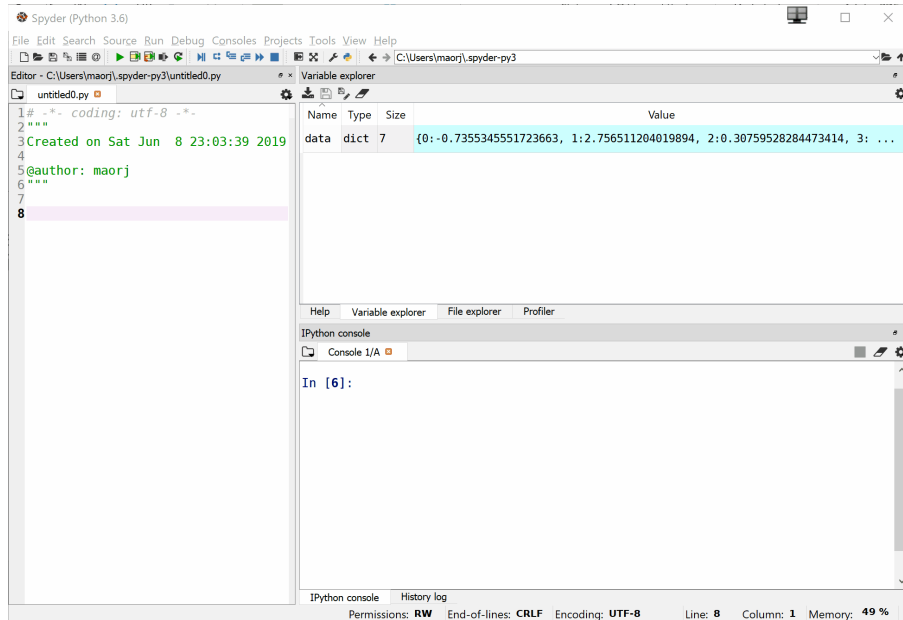 Spyder (Python 3.6)
File Edit Search Source Run Debug Consoles Projects Tools View Help
C:\Users\maorj\.spyder-py3
Editor - C:\Users\maorj\.spyder-py3\untitled0.py
untitled0.py
1 # -*- coding: utf-8 -*-
2 """
3 Created on Sat Jun  8 23:03:39 2019
4
5 @author: maorj
6 """
7
8
Variable explorer
Name Type Size Value
data dict 7 {0:-0.7355345551723663, 1:2.756511204019894, 2:0.30759528284473414, 3: ...
Help Variable explorer File explorer Profiler
IPython console
Console 1/A
In [6]:
IPython console History log
Permissions: RW End-of-lines: CRLF Encoding: UTF-8 Line: 8 Column: 1 Memory: 49 %